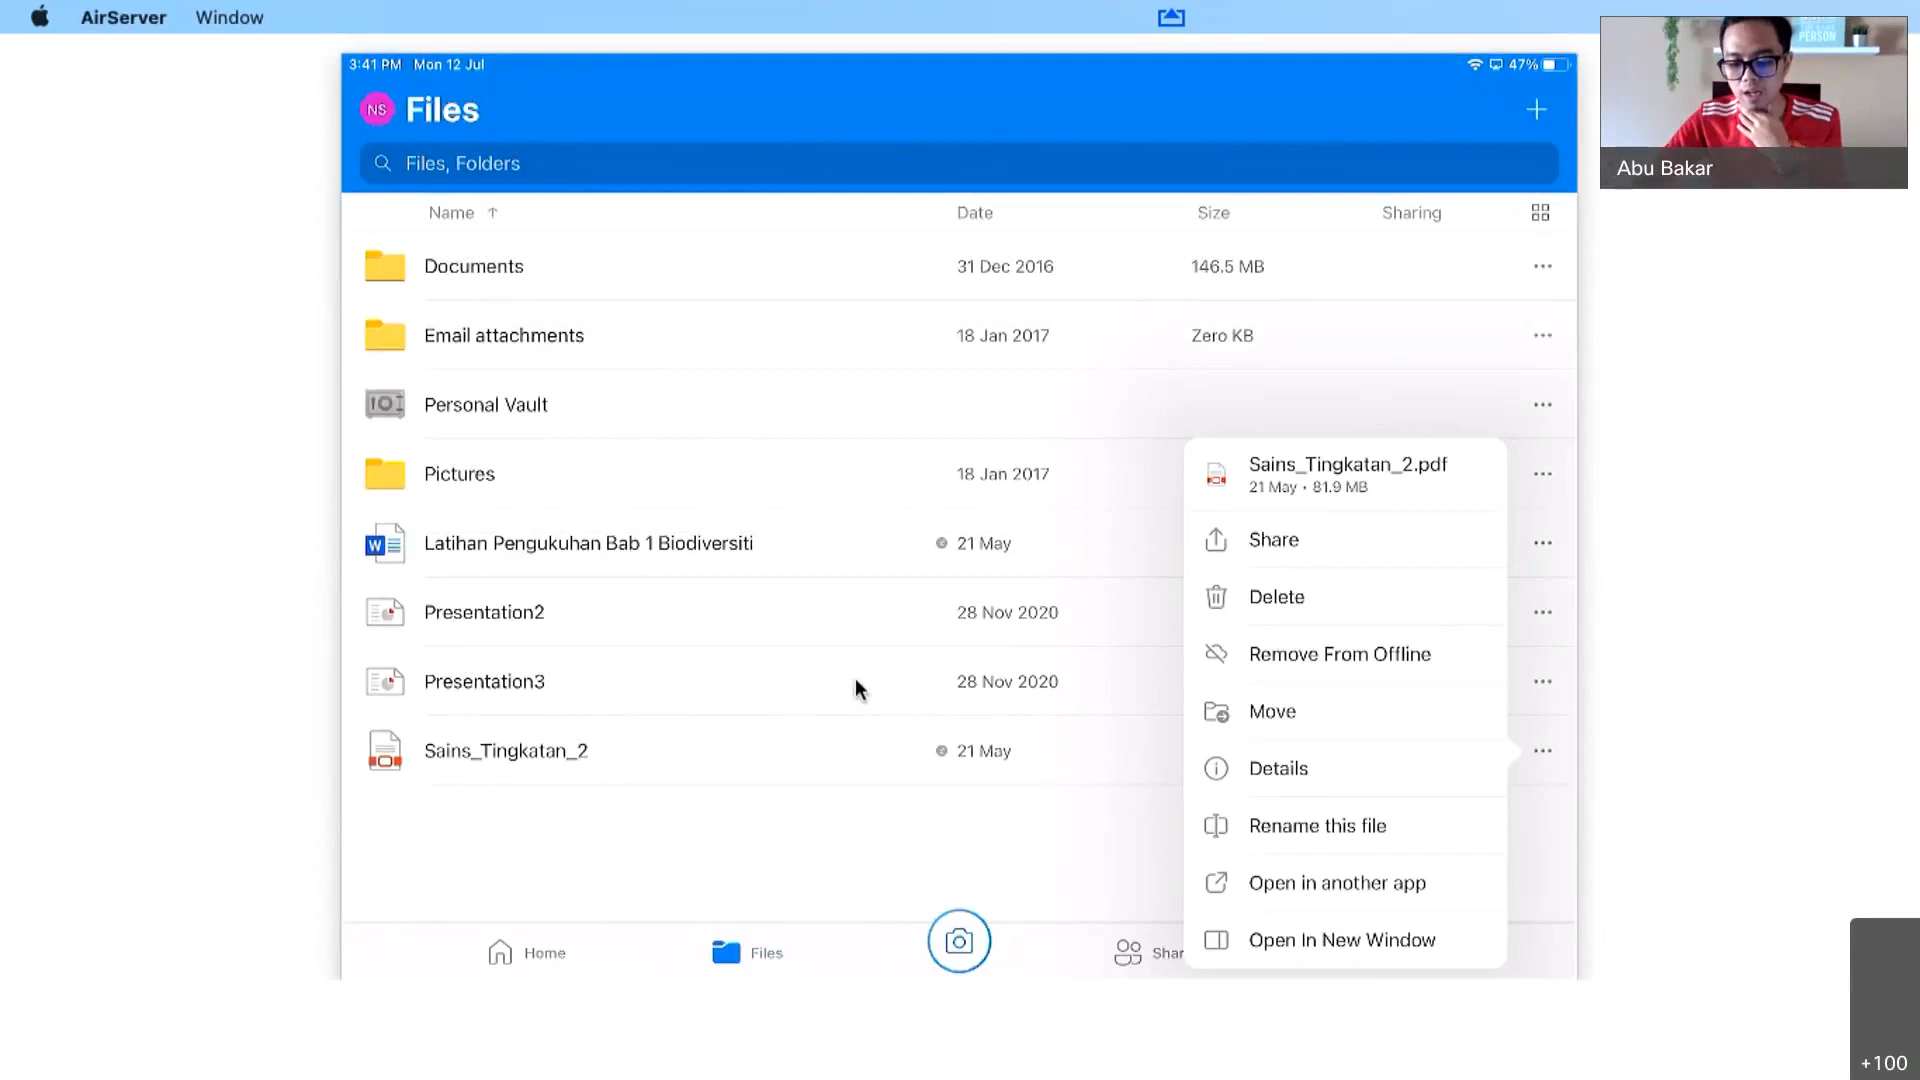 AirServer Window
3:41 PM Mon 12 Jul
47%
NS Files
Files, Folders
Name Date Size Sharing
Documents 31 Dec 2016 146.5 MB
Email attachments 18 Jan 2017 Zero KB
Personal Vault
Pictures 18 Jan 2017
Latihan Pengukuhan Bab 1 Biodiversiti 21 May
Presentation2 28 Nov 2020
Presentation3 28 Nov 2020
Sains_Tingkatan_2 21 May
Sains_Tingkatan_2.pdf
21 May • 81.9 MB
Share
Delete
Remove From Offline
Move
Details
Rename this file
Open in another app
Open In New Window
Home Files Shar
PERSON
Abu Bakar
+100